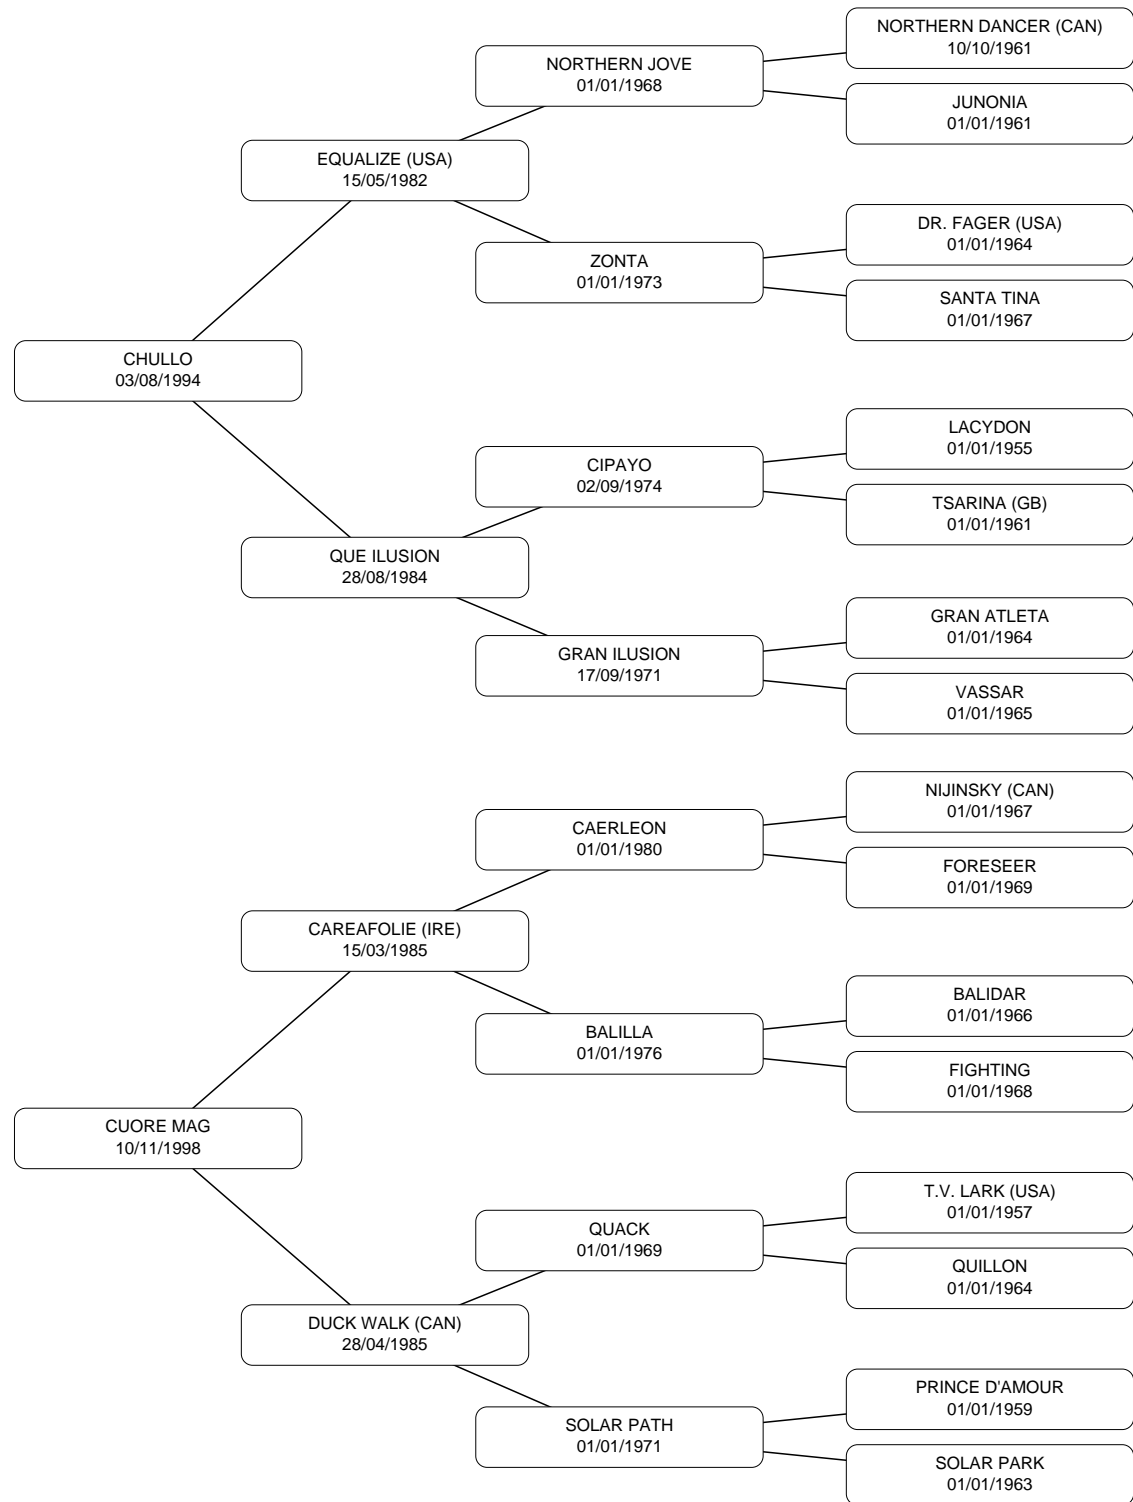 NORTHERN DANCER (CAN)
10/10/1961
NORTHERN JOVE
01/01/1968
JUNONIA
01/01/1961
EQUALIZE (USA)
15/05/1982
DR. FAGER (USA)
01/01/1964
ZONTA
01/01/1973
SANTA TINA
01/01/1967
CHULLO
03/08/1994
LACYDON
01/01/1955
CIPAYO
02/09/1974
TSARINA (GB)
01/01/1961
QUE ILUSION
28/08/1984
GRAN ATLETA
01/01/1964
GRAN ILUSION
17/09/1971
VASSAR
01/01/1965
NIJINSKY (CAN)
01/01/1967
CAERLEON
01/01/1980
FORESEER
01/01/1969
CAREAFOLIE (IRE)
15/03/1985
BALIDAR
01/01/1966
BALILLA
01/01/1976
FIGHTING
01/01/1968
CUORE MAG
10/11/1998
T.V. LARK (USA)
01/01/1957
QUACK
01/01/1969
QUILLON
01/01/1964
DUCK WALK (CAN)
28/04/1985
PRINCE D'AMOUR
01/01/1959
SOLAR PATH
01/01/1971
SOLAR PARK
01/01/1963